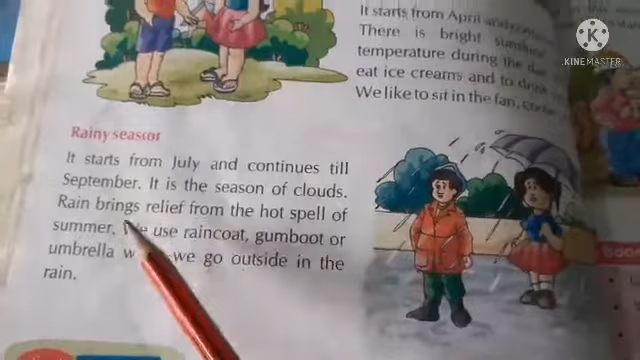 It starts from April and
There is bright sunshine
temperature during the
eat ice creams and to
We like to sit in the fan,
KINEMASTER
Rainy season
It starts from July and continues till
September. It is the season of clouds.
Rain brings relief from the hot spell of
summer. We use raincoat, gumboot or
umbrella we go outside in the
rain.